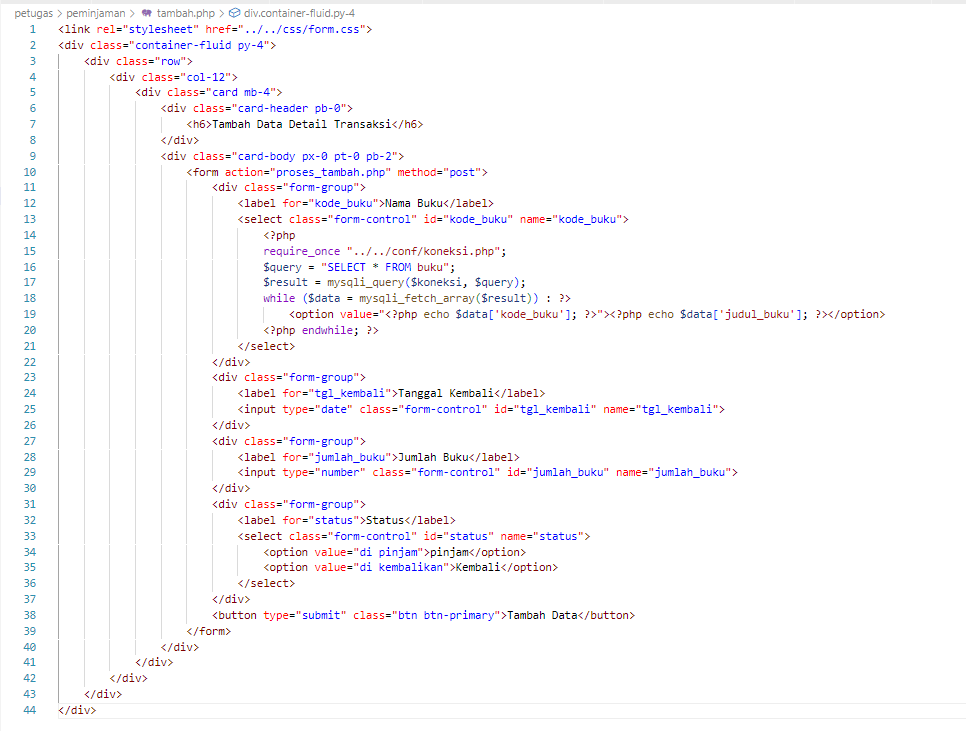 petugas > peminjaman > tambah.php > div.container-fluid.py-4
1 <link rel="stylesheet" href="../../css/form.css">
2 <div class="container-fluid py-4">
3 <div class="row">
4 <div class="col-12">
5 <div class="card mb-4">
6 <div class="card-header pb-0">
7 <h6>Tambah Data Detail Transaksi</h6>
8 </div>
9 <div class="card-body px-0 pt-0 pb-2">
10 <form action="proses_tambah.php" method="post">
11 <div class="form-group">
12 <label for="kode_buku">Nama Buku</label>
13 <select class="form-control" id="kode_buku" name="kode_buku">
14 <?php
15 require_once "../../conf/koneksi.php";
16 $query = "SELECT * FROM buku";
17 $result = mysqli_query($koneksi, $query);
18 while ($data = mysqli_fetch_array($result)) : ?>
19 <option value="<?php echo $data['kode_buku']; ?>"><?php echo $data['judul_buku']; ?></option>
20 <?php endwhile; ?>
21 </select>
22 </div>
23 <div class="form-group">
24 <label for="tgl_kembali">Tanggal Kembali</label>
25 <input type="date" class="form-control" id="tgl_kembali" name="tgl_kembali">
26 </div>
27 <div class="form-group">
28 <label for="jumlah_buku">Jumlah Buku</label>
29 <input type="number" class="form-control" id="jumlah_buku" name="jumlah_buku">
30 </div>
31 <div class="form-group">
32 <label for="status">Status</label>
33 <select class="form-control" id="status" name="status">
34 <option value="di pinjam">pinjam</option>
35 <option value="di kembalikan">Kembali</option>
36 </select>
37 </div>
38 <button type="submit" class="btn btn-primary">Tambah Data</button>
39 </form>
40 </div>
41 </div>
42 </div>
43 </div>
44 </div>